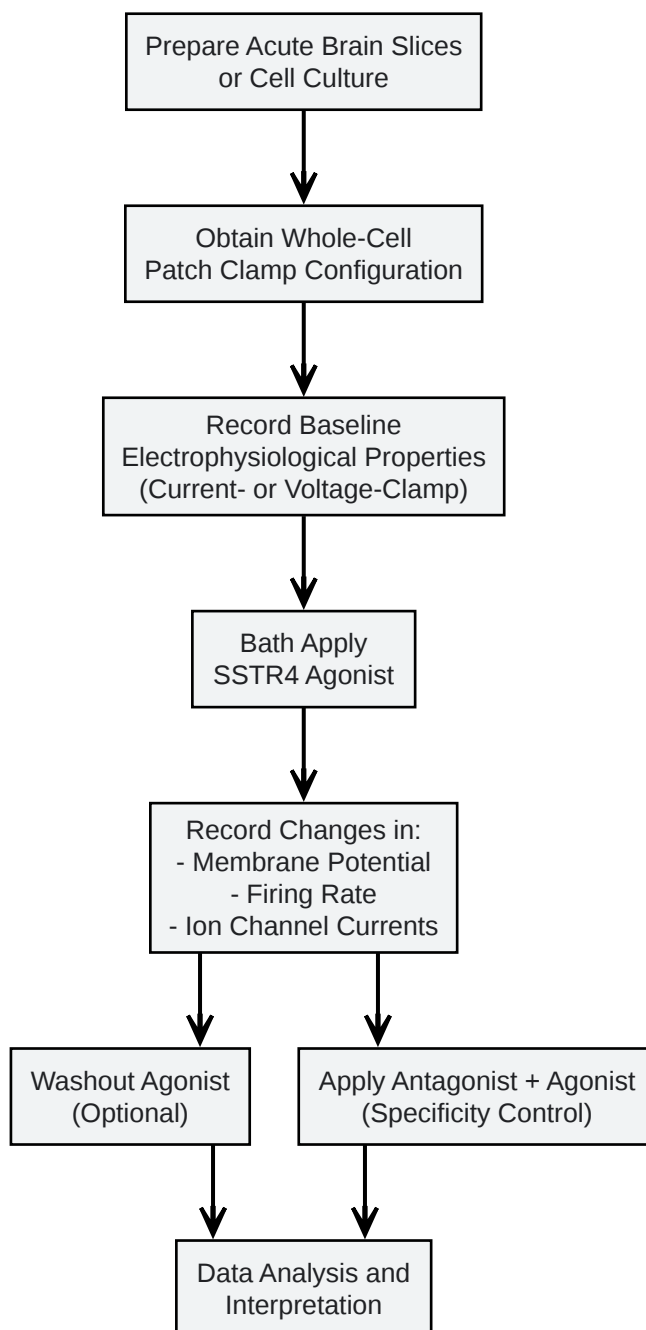 Prepare Acute Brain Slices
or Cell Culture
Obtain Whole-Cell
Patch Clamp Configuration
Record Baseline
Electrophysiological Properties
(Current- or Voltage-Clamp)
Bath Apply
SSTR4 Agonist
Record Changes in:
- Membrane Potential
- Firing Rate
- Ion Channel Currents
Washout Agonist
(Optional)
Apply Antagonist + Agonist
(Specificity Control)
Data Analysis and
Interpretation